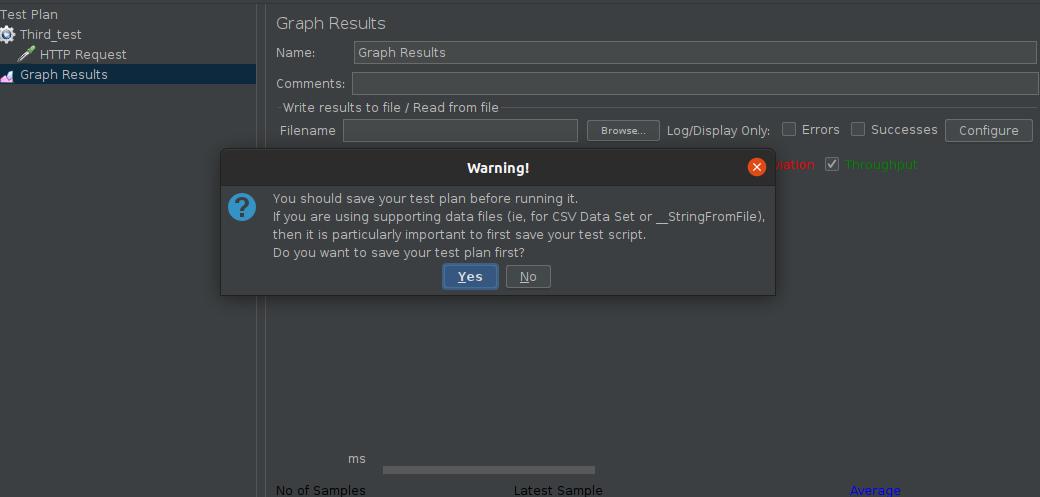 Test Plan
Third_test
HTTP Request
Graph Results
Graph Results
Name: Graph Results
Comments:
Write results to file / Read from file
Filename Browse... Log/Display Only: Errors Successes Configure
Throughput
Warning!
You should save your test plan before running it.
If you are using supporting data files (ie, for CSV Data Set or __StringFromFile),
then it is particularly important to first save your test script.
Do you want to save your test plan first?
Yes No
ms
No of Samples Latest Sample Average